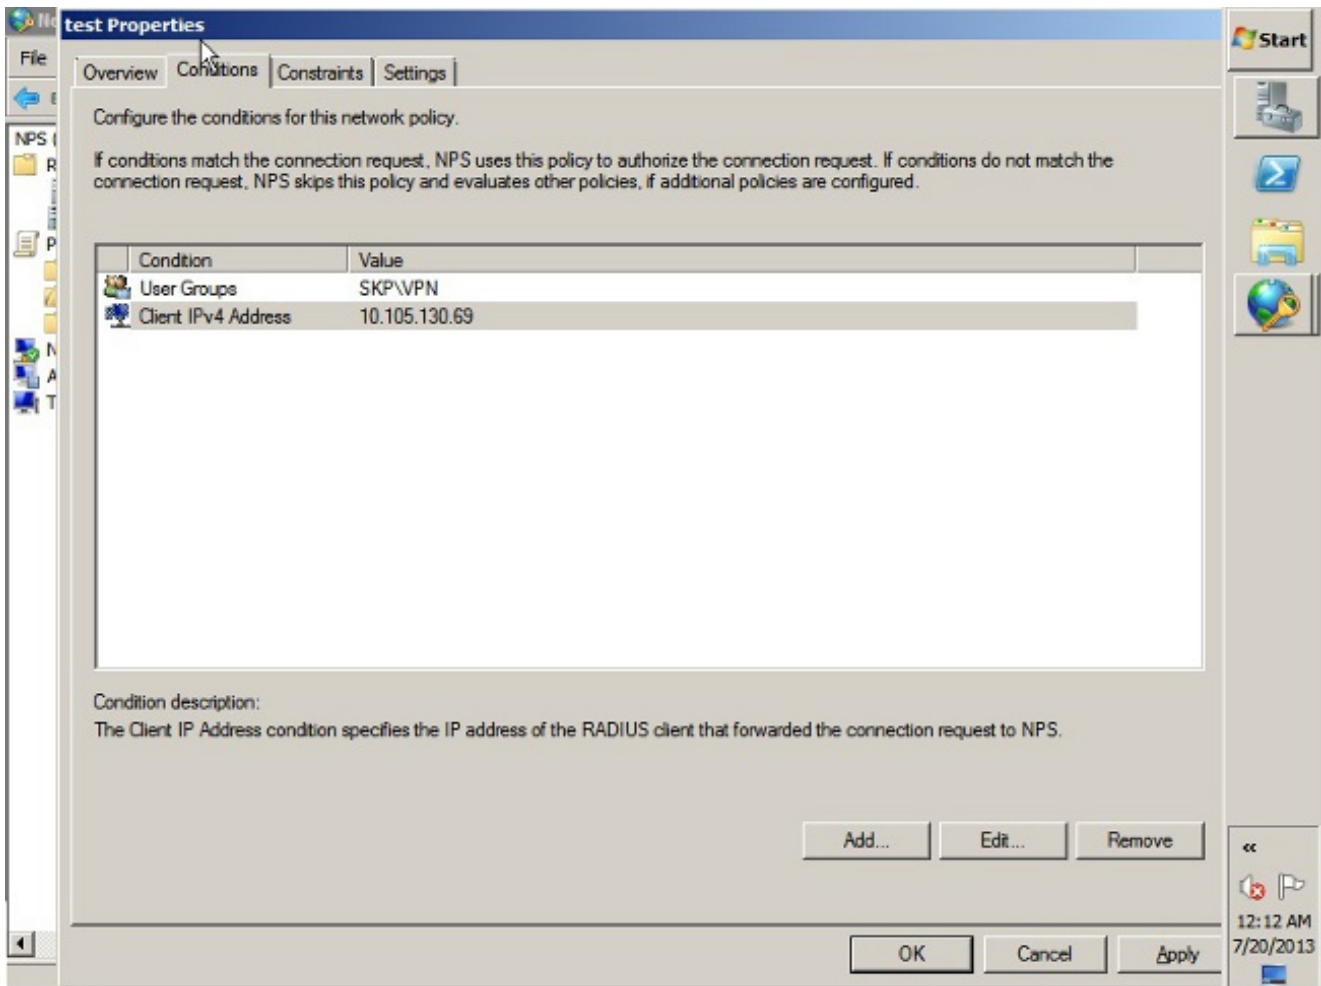 test Properties
File
Overview
Conditions
Constraints
Settings
Configure the conditions for this network policy.
If conditions match the connection request, NPS uses this policy to authorize the connection request. If conditions do not match the
connection request, NPS skips this policy and evaluates other policies, if additional policies are configured.
Condition Value
User Groups SKP\VPN
Client IPv4 Address 10.105.130.69
Condition description:
The Client IP Address condition specifies the IP address of the RADIUS client that forwarded the connection request to NPS.
Add... Edit... Remove
OK Cancel Apply
NPS (
R
P
N
A
T
Start
«
12:12 AM
7/20/2013